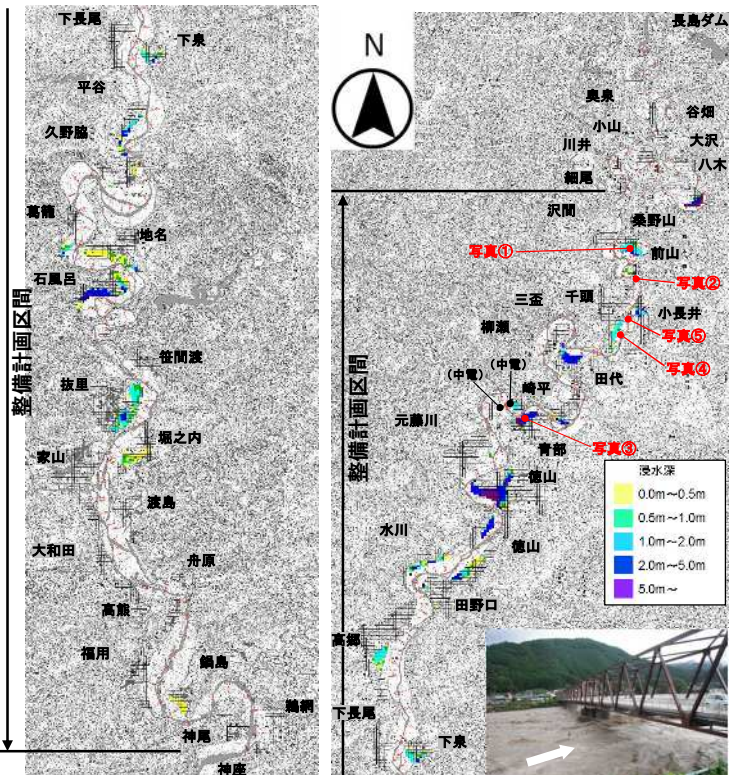 下長尾
下泉
平谷
久野脇
葛籠
地名
石風呂
笹間渡
抜里
堀之内
家山
渡島
大和田
舟原
高熊
福用
鍋島
鵜網
神尾
神座
整備計画区間
N
長島ダム
奥泉
谷畑
小山
大沢
川井
八木
細尾
沢間
桑野山
写真①
前山
写真②
三盃
千頭
小長井
柳瀬
写真⑤
写真④
(中電)
(中電)
崎平
田代
元藤川
写真③
青部
徳山
水川
徳山
田野口
高郷
下長尾
下泉
整備計画区間
浸水深
0.0m～0.5m
0.5m～1.0m
1.0m～2.0m
2.0m～5.0m
5.0m～